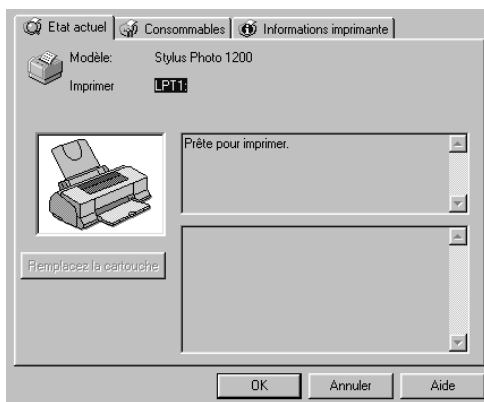 Etat actuel Consommables Informations imprimante
Modèle: Stylus Photo 1200
Imprimer LPT1:
Prête pour imprimer.
Remplacez la cartouche
OK Annuler Aide